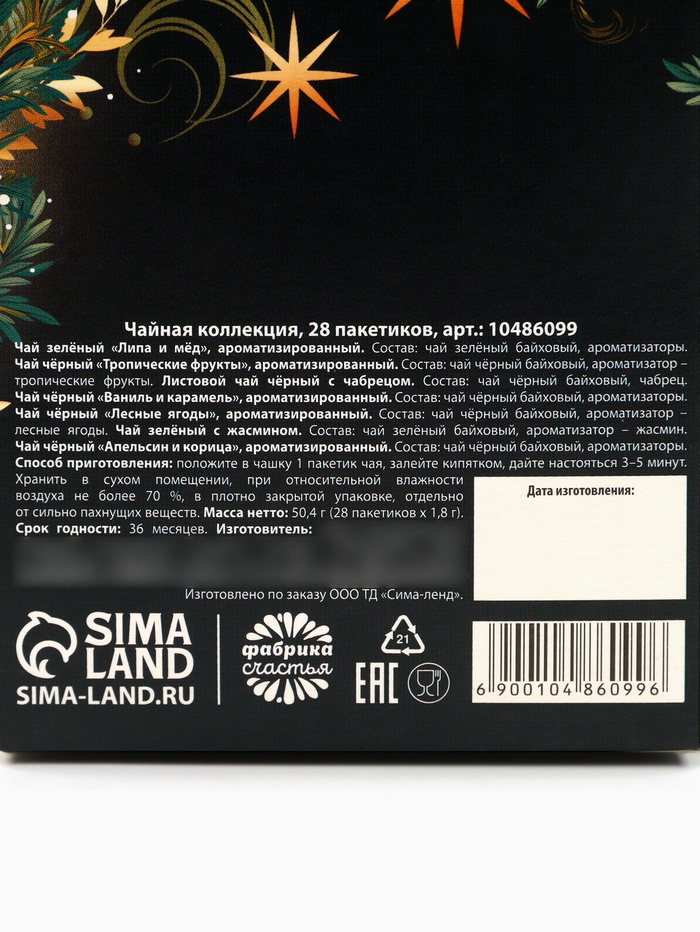 Чайная коллекция, 28 пакетиков, арт.: 10486099
Чай зелёный «Липа и мёд», ароматизированный. Состав: чай зелёный байховый, ароматизаторы.
Чай чёрный «Тропические фрукты», ароматизированный. Состав: чай чёрный байховый, ароматизатор –
тропические фрукты. Листовой чай чёрный с чабрецом. Состав: чай чёрный байховый, чабрец.
Чай чёрный «Ваниль и карамель», ароматизированный. Состав: чай чёрный байховый, ароматизаторы.
Чай чёрный «Лесные ягоды», ароматизированный. Состав: чай чёрный байховый, ароматизатор –
лесные ягоды. Чай зелёный с жасмином. Состав: чай зелёный байховый, ароматизатор – жасмин.
Чай чёрный «Апельсин и корица», ароматизированный. Состав: чай чёрный байховый, ароматизаторы.
Способ приготовления: положите в чашку 1 пакетик чая, залейте кипятком, дайте настояться 3–5 минут.
Хранить в сухом помещении, при относительной влажности
воздуха не более 70 %, в плотно закрытой упаковке, отдельно
от сильно пахнущих веществ. Масса нетто: 50,4 г (28 пакетиков х 1,8 г).
Срок годности: 36 месяцев. Изготовитель:
Изготовлено по заказу ООО ТД «Сима-ленд».
Дата изготовления:
SIMA
LAND
SIMA-LAND.RU
фабрика
счастья
21
EAC
6 900104 860996